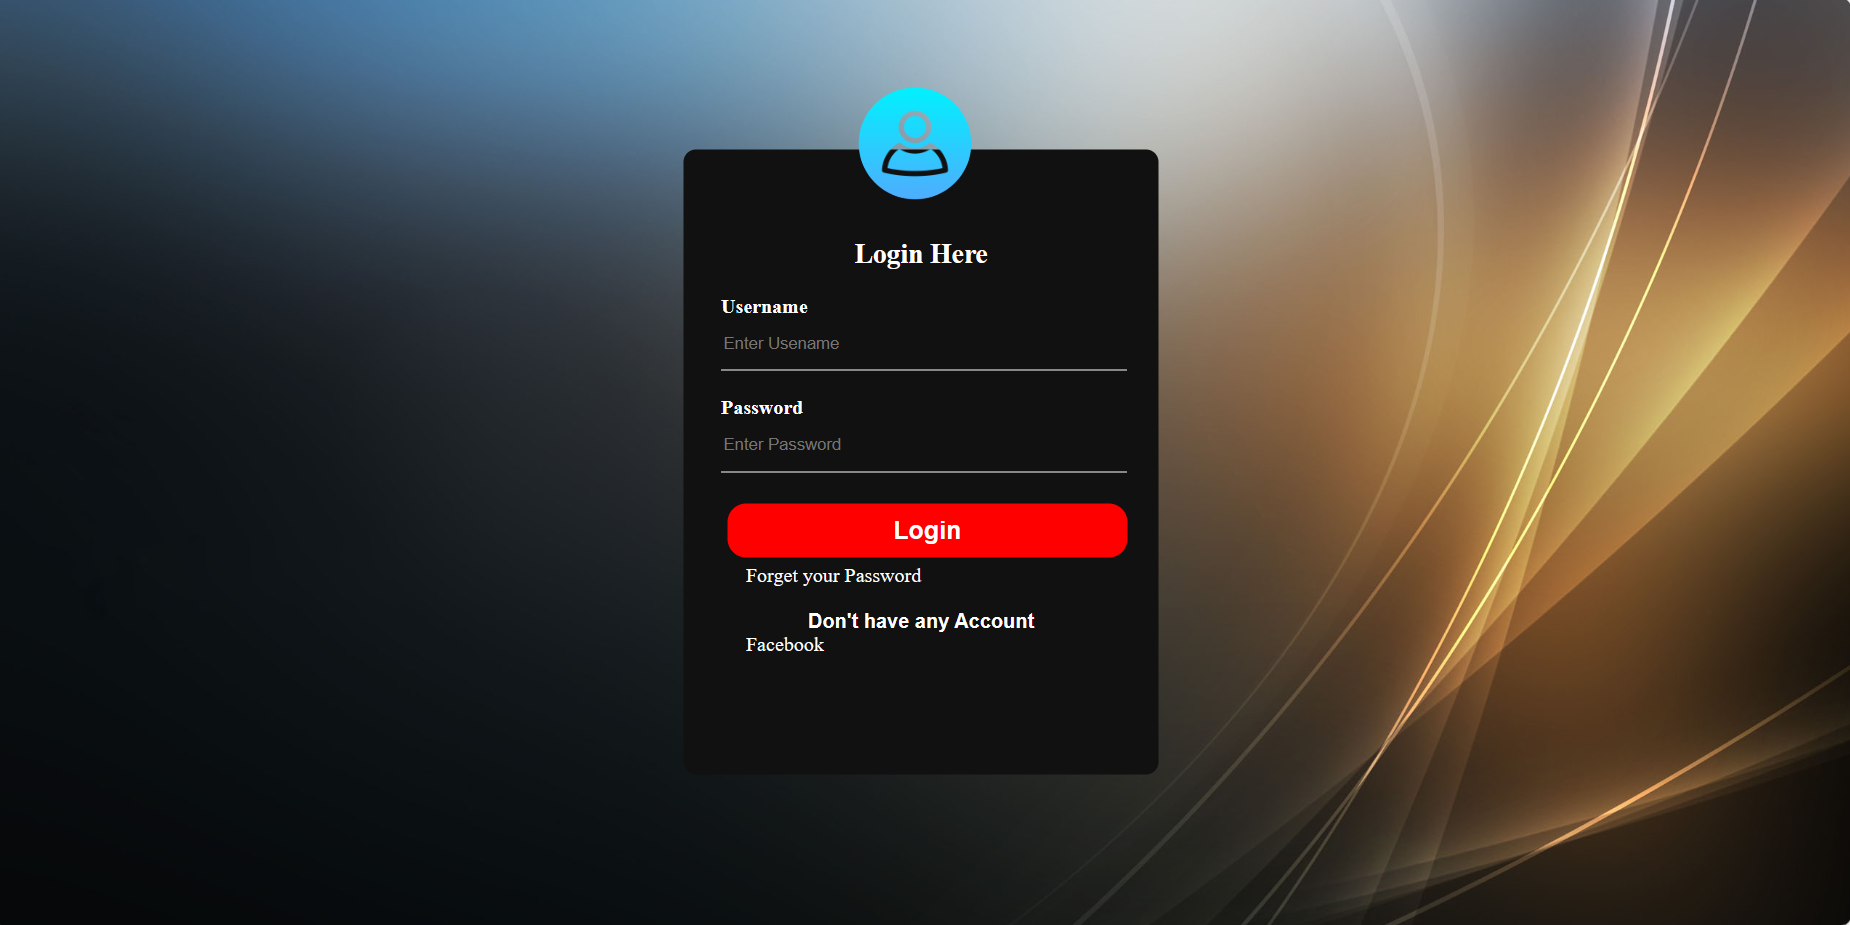 Login Here
Username
Enter Usename
Password
Enter Password
Login
Forget your Password
Don't have any Account
Facebook